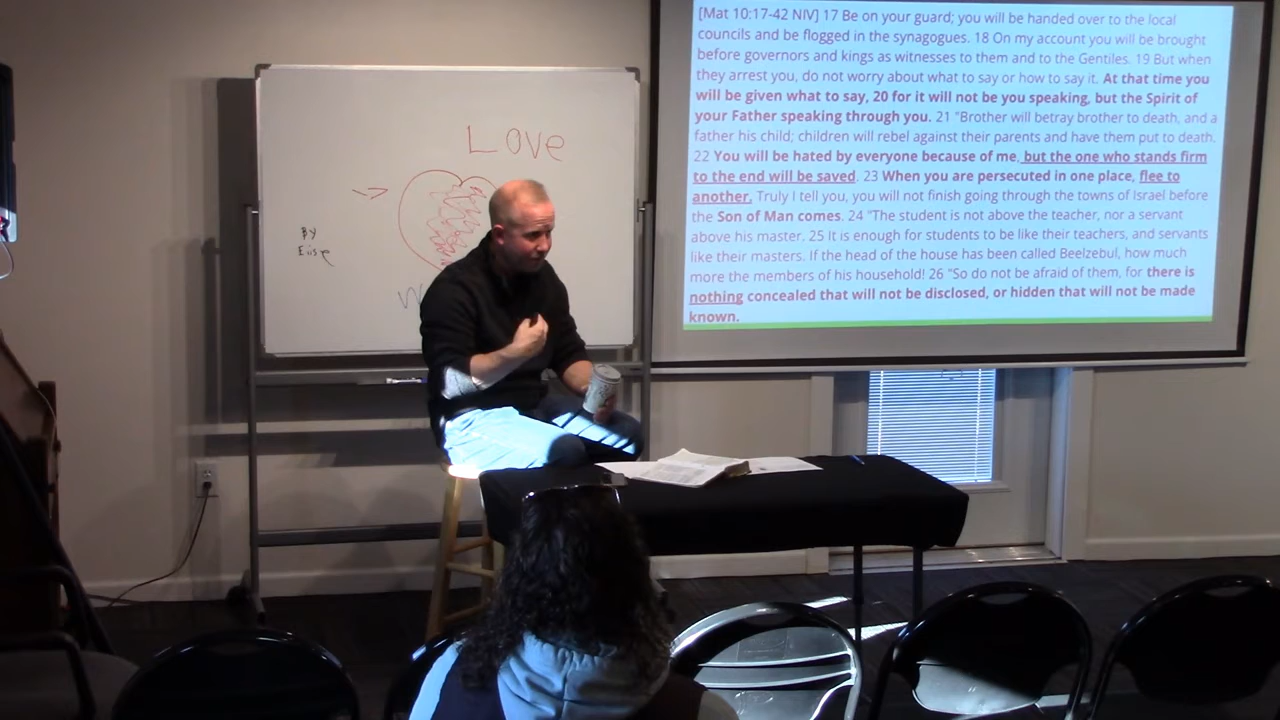 [Mat 10:17-42 NIV] 17 Be on your guard; you will be handed over to the local
councils and be flogged in the synagogues. 18 On my account you will be brought
before governors and kings as witnesses to them and to the Gentiles. 19 But when
they arrest you, do not worry about what to say or how to say it. At that time you
will be given what to say, 20 for it will not be you speaking, but the Spirit of
your Father speaking through you. 21 "Brother will betray brother to death, and a
father his child; children will rebel against their parents and have them put to death.
22 You will be hated by everyone because of me, but the one who stands firm
to the end will be saved. 23 When you are persecuted in one place, flee to
another. Truly I tell you, you will not finish going through the towns of Israel before
the Son of Man comes. 24 "The student is not above the teacher, nor a servant
above his master. 25 It is enough for students to be like their teachers, and servants
like their masters. If the head of the house has been called Beelzebul, how much
more the members of his household! 26 "So do not be afraid of them, for there is
nothing concealed that will not be disclosed, or hidden that will not be made
known.
Love
By